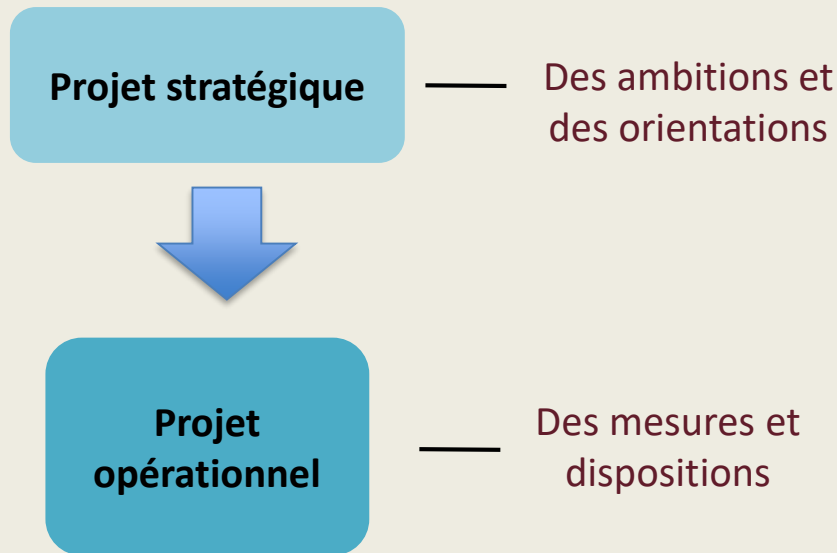 Projet stratégique
Des ambitions et
des orientations
Projet
opérationnel
Des mesures et
dispositions